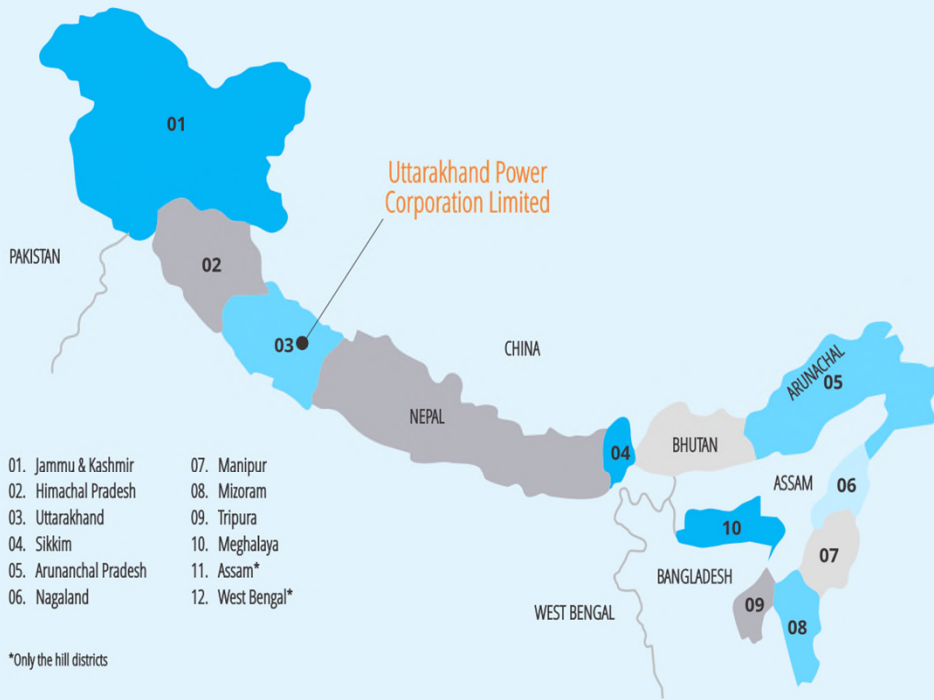 01
Uttarakhand Power
Corporation Limited
PAKISTAN
02
03
CHINA
ARUNACHAL
05
NEPAL
04
BHUTAN
ASSAM
06
10
07
BANGLADESH
09
WEST BENGAL
08
01. Jammu & Kashmir
02. Himachal Pradesh
03. Uttarakhand
04. Sikkim
05. Arunanchal Pradesh
06. Nagaland
07. Manipur
08. Mizoram
09. Tripura
10. Meghalaya
11. Assam*
12. West Bengal*
*Only the hill districts